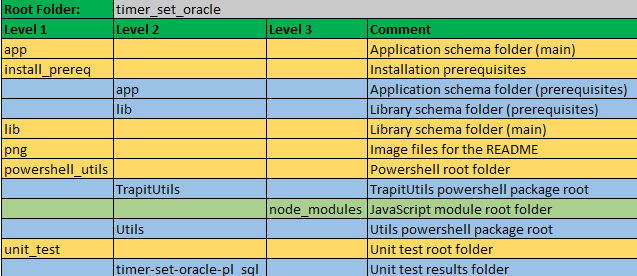 Root Folder: timer_set_oracle
Level 1 Level 2 Level 3 Comment
app Application schema folder (main)
install_prereq Installation prerequisites
app Application schema folder (prerequisites)
lib Library schema folder (prerequisites)
lib Library schema folder (main)
png Image files for the README
powershell_utils Powershell root folder
TrapitUtils TrapitUtils powershell package root
node_modules JavaScript module root folder
Utils Utils powershell package root
unit_test Unit test root folder
timer-set-oracle-pl_sql Unit test results folder